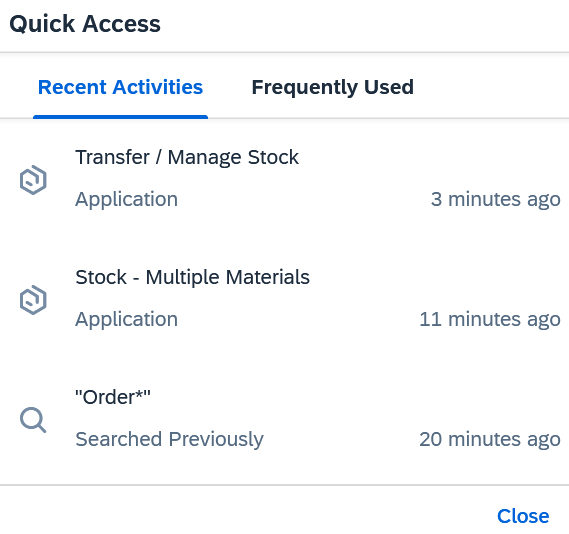 Quick Access
Recent Activities Frequently Used
Transfer / Manage Stock
Application 3 minutes ago
Stock - Multiple Materials
Application 11 minutes ago
"Order*"
Searched Previously 20 minutes ago
Close